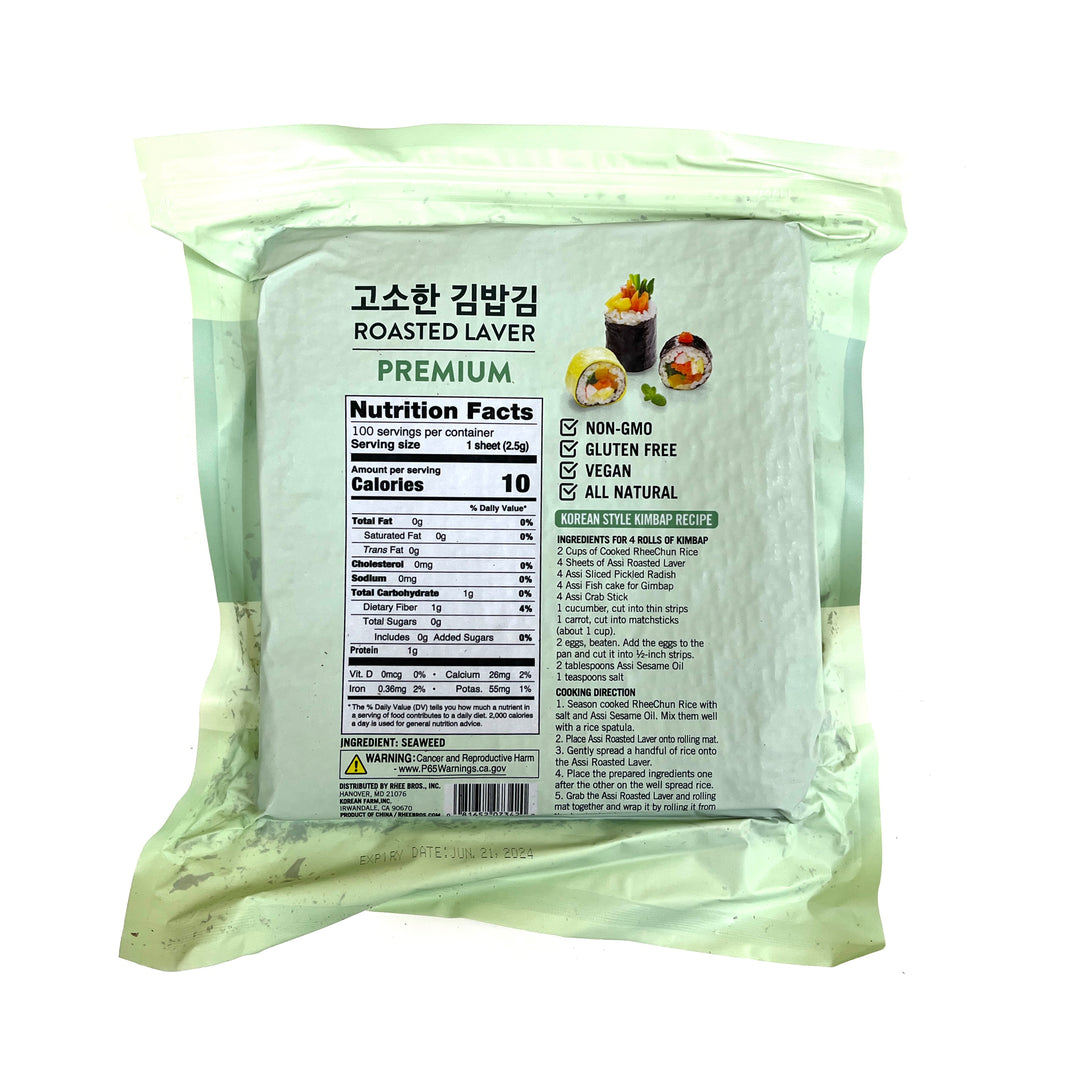 고소한 김밥김
ROASTED LAVER
PREMIUM
Nutrition Facts
100 servings per container
Serving size 1 sheet (2.5g)
Amount per serving
Calories 10
% Daily Value*
Total Fat 0g 0%
Saturated Fat 0g 0%
Trans Fat 0g
Cholesterol 0mg 0%
Sodium 0mg 0%
Total Carbohydrate 1g 0%
Dietary Fiber 1g 4%
Total Sugars 0g
Includes 0g Added Sugars 0%
Protein 1g
Vit. D 0mcg 0% • Calcium 26mg 2%
Iron 0.36mg 2% • Potas. 55mg 1%
*The % Daily Value (DV) tells you how much a nutrient in
a serving of food contributes to a daily diet. 2,000 calories
a day is used for general nutrition advice.
INGREDIENT: SEAWEED
WARNING: Cancer and Reproductive Harm
- www.P65Warnings.ca.gov
DISTRIBUTED BY RHEE BROS., INC.
HANOVER, MD 21076
KOREAN FARM,INC.
IRWANDALE, CA 90670
PRODUCT OF CHINA / RHEEBROS.COM
NON-GMO
GLUTEN FREE
VEGAN
ALL NATURAL
KOREAN STYLE KIMBAP RECIPE
INGREDIENTS FOR 4 ROLLS OF KIMBAP
2 Cups of Cooked RheeChun Rice
4 Sheets of Assi Roasted Laver
4 Assi Sliced Pickled Radish
4 Assi Fish cake for Gimbap
4 Assi Crab Stick
1 cucumber, cut into thin strips
1 carrot, cut into matchsticks
(about 1 cup).
2 eggs, beaten. Add the eggs to the
pan and cut it into ½-inch strips.
2 tablespoons Assi Sesame Oil
1 teaspoons salt
COOKING DIRECTION
1. Season cooked RheeChun Rice with
salt and Assi Sesame Oil. Mix them well
with a rice spatula.
2. Place Assi Roasted Laver onto rolling mat.
3. Gently spread a handful of rice onto
the Assi Roasted Laver.
4. Place the prepared ingredients one
after the other on the well spread rice.
5. Grab the Assi Roasted Laver and rolling
mat together and wrap it by rolling it from
EXPIRY DATE:JUN. 21, 2024